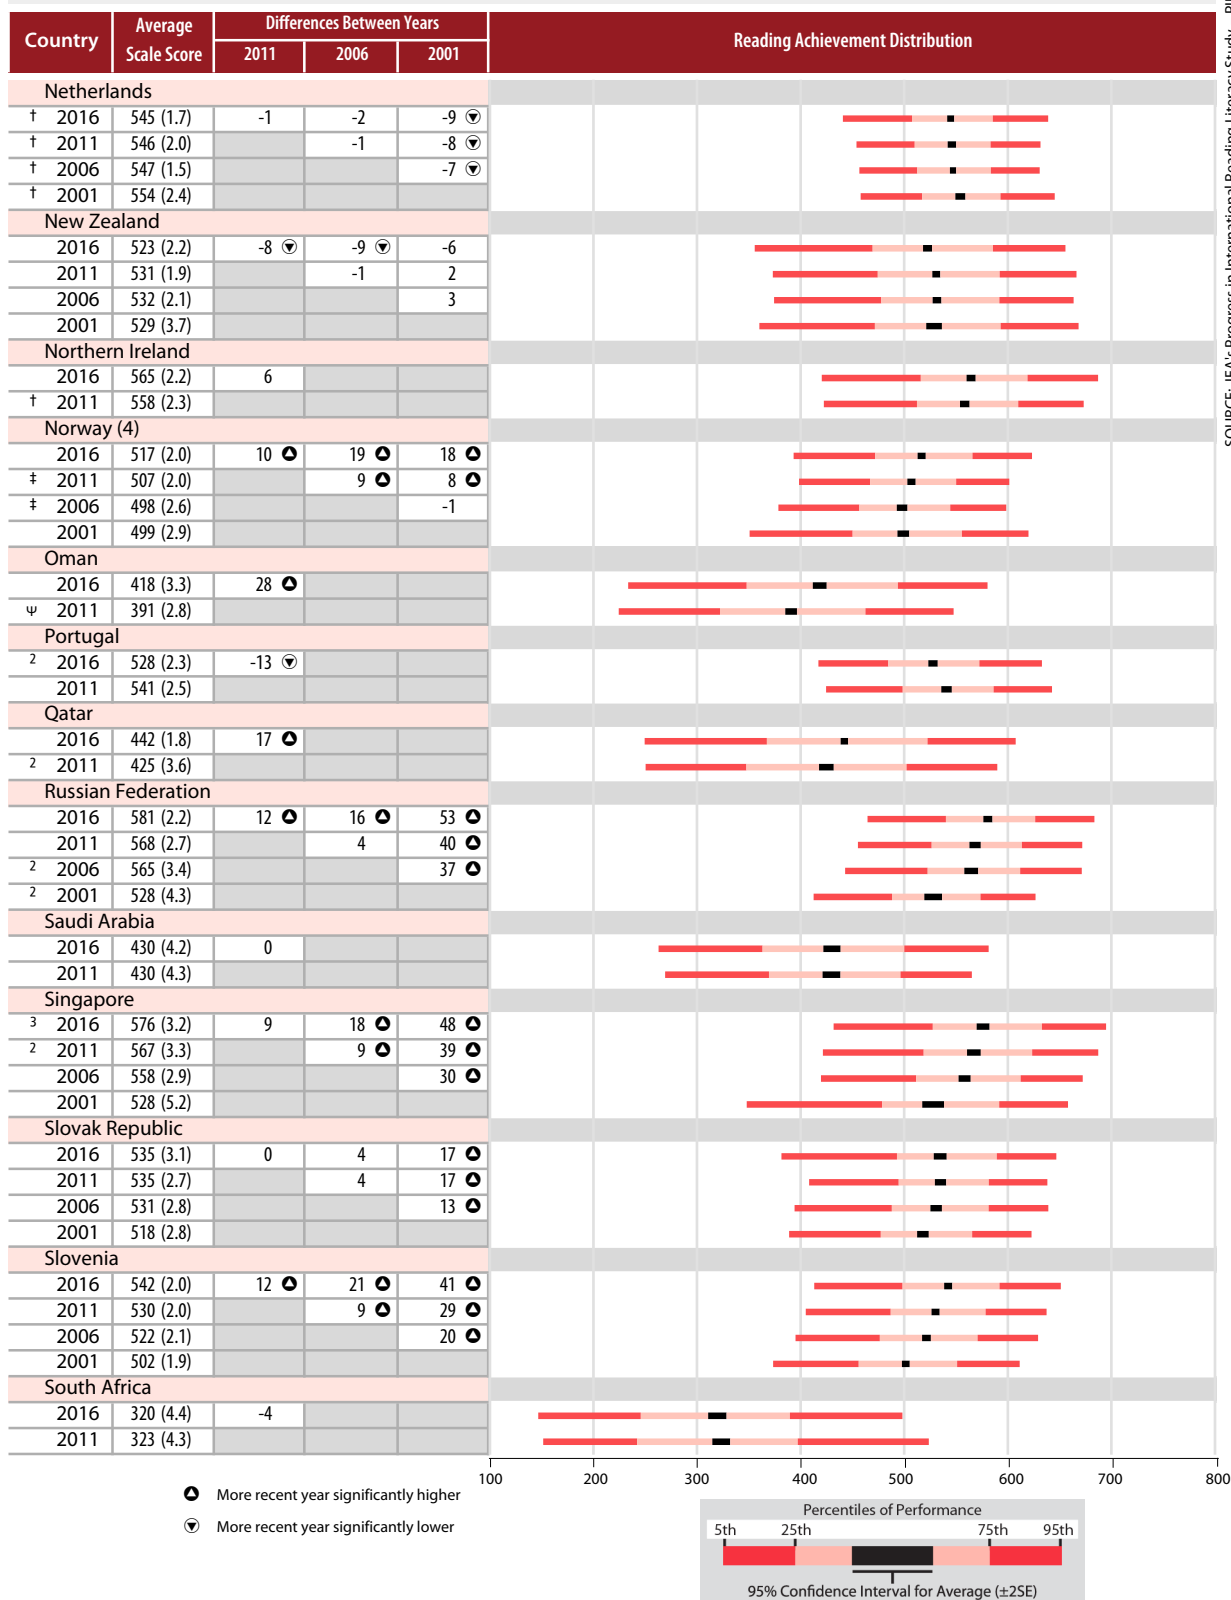 Country Average Scale Score Differences Between Years Reading Achievement Distribution
2011 2006 2001
Netherlands
† 2016 545 (1.7) -1 -2 -9 ▼
† 2011 546 (2.0) -1 -8 ▼
† 2006 547 (1.5) -7 ▼
† 2001 554 (2.4)
New Zealand
2016 523 (2.2) -8 ▼ -9 ▼ -6
2011 531 (1.9) -1 2
2006 532 (2.1) 3
2001 529 (3.7)
Northern Ireland
2016 565 (2.2) 6
† 2011 558 (2.3)
Norway (4)
2016 517 (2.0) 10 ▲ 19 ▲ 18 ▲
‡ 2011 507 (2.0) 9 ▲ 8 ▲
‡ 2006 498 (2.6) -1
2001 499 (2.9)
Oman
2016 418 (3.3) 28 ▲
Ψ 2011 391 (2.8)
Portugal
2 2016 528 (2.3) -13 ▼
2011 541 (2.5)
Qatar
2016 442 (1.8) 17 ▲
2 2011 425 (3.6)
Russian Federation
2016 581 (2.2) 12 ▲ 16 ▲ 53 ▲
2011 568 (2.7) 4 40 ▲
2 2006 565 (3.4) 37 ▲
2 2001 528 (4.3)
Saudi Arabia
2016 430 (4.2) 0
2011 430 (4.3)
Singapore
3 2016 576 (3.2) 9 18 ▲ 48 ▲
2 2011 567 (3.3) 9 ▲ 39 ▲
2006 558 (2.9) 30 ▲
2001 528 (5.2)
Slovak Republic
2016 535 (3.1) 0 4 17 ▲
2011 535 (2.7) 4 17 ▲
2006 531 (2.8) 13 ▲
2001 518 (2.8)
Slovenia
2016 542 (2.0) 12 ▲ 21 ▲ 41 ▲
2011 530 (2.0) 9 ▲ 29 ▲
2006 522 (2.1) 20 ▲
2001 502 (1.9)
South Africa
2016 320 (4.4) -4
2011 323 (4.3)
100 200 300 400 500 600 700 800
▲ More recent year significantly higher
▼ More recent year significantly lower
Percentiles of Performance
5th 25th 75th 95th
95% Confidence Interval for Average (±2SE)
SOURCE: IEA's Progress in International Reading Literacy Study